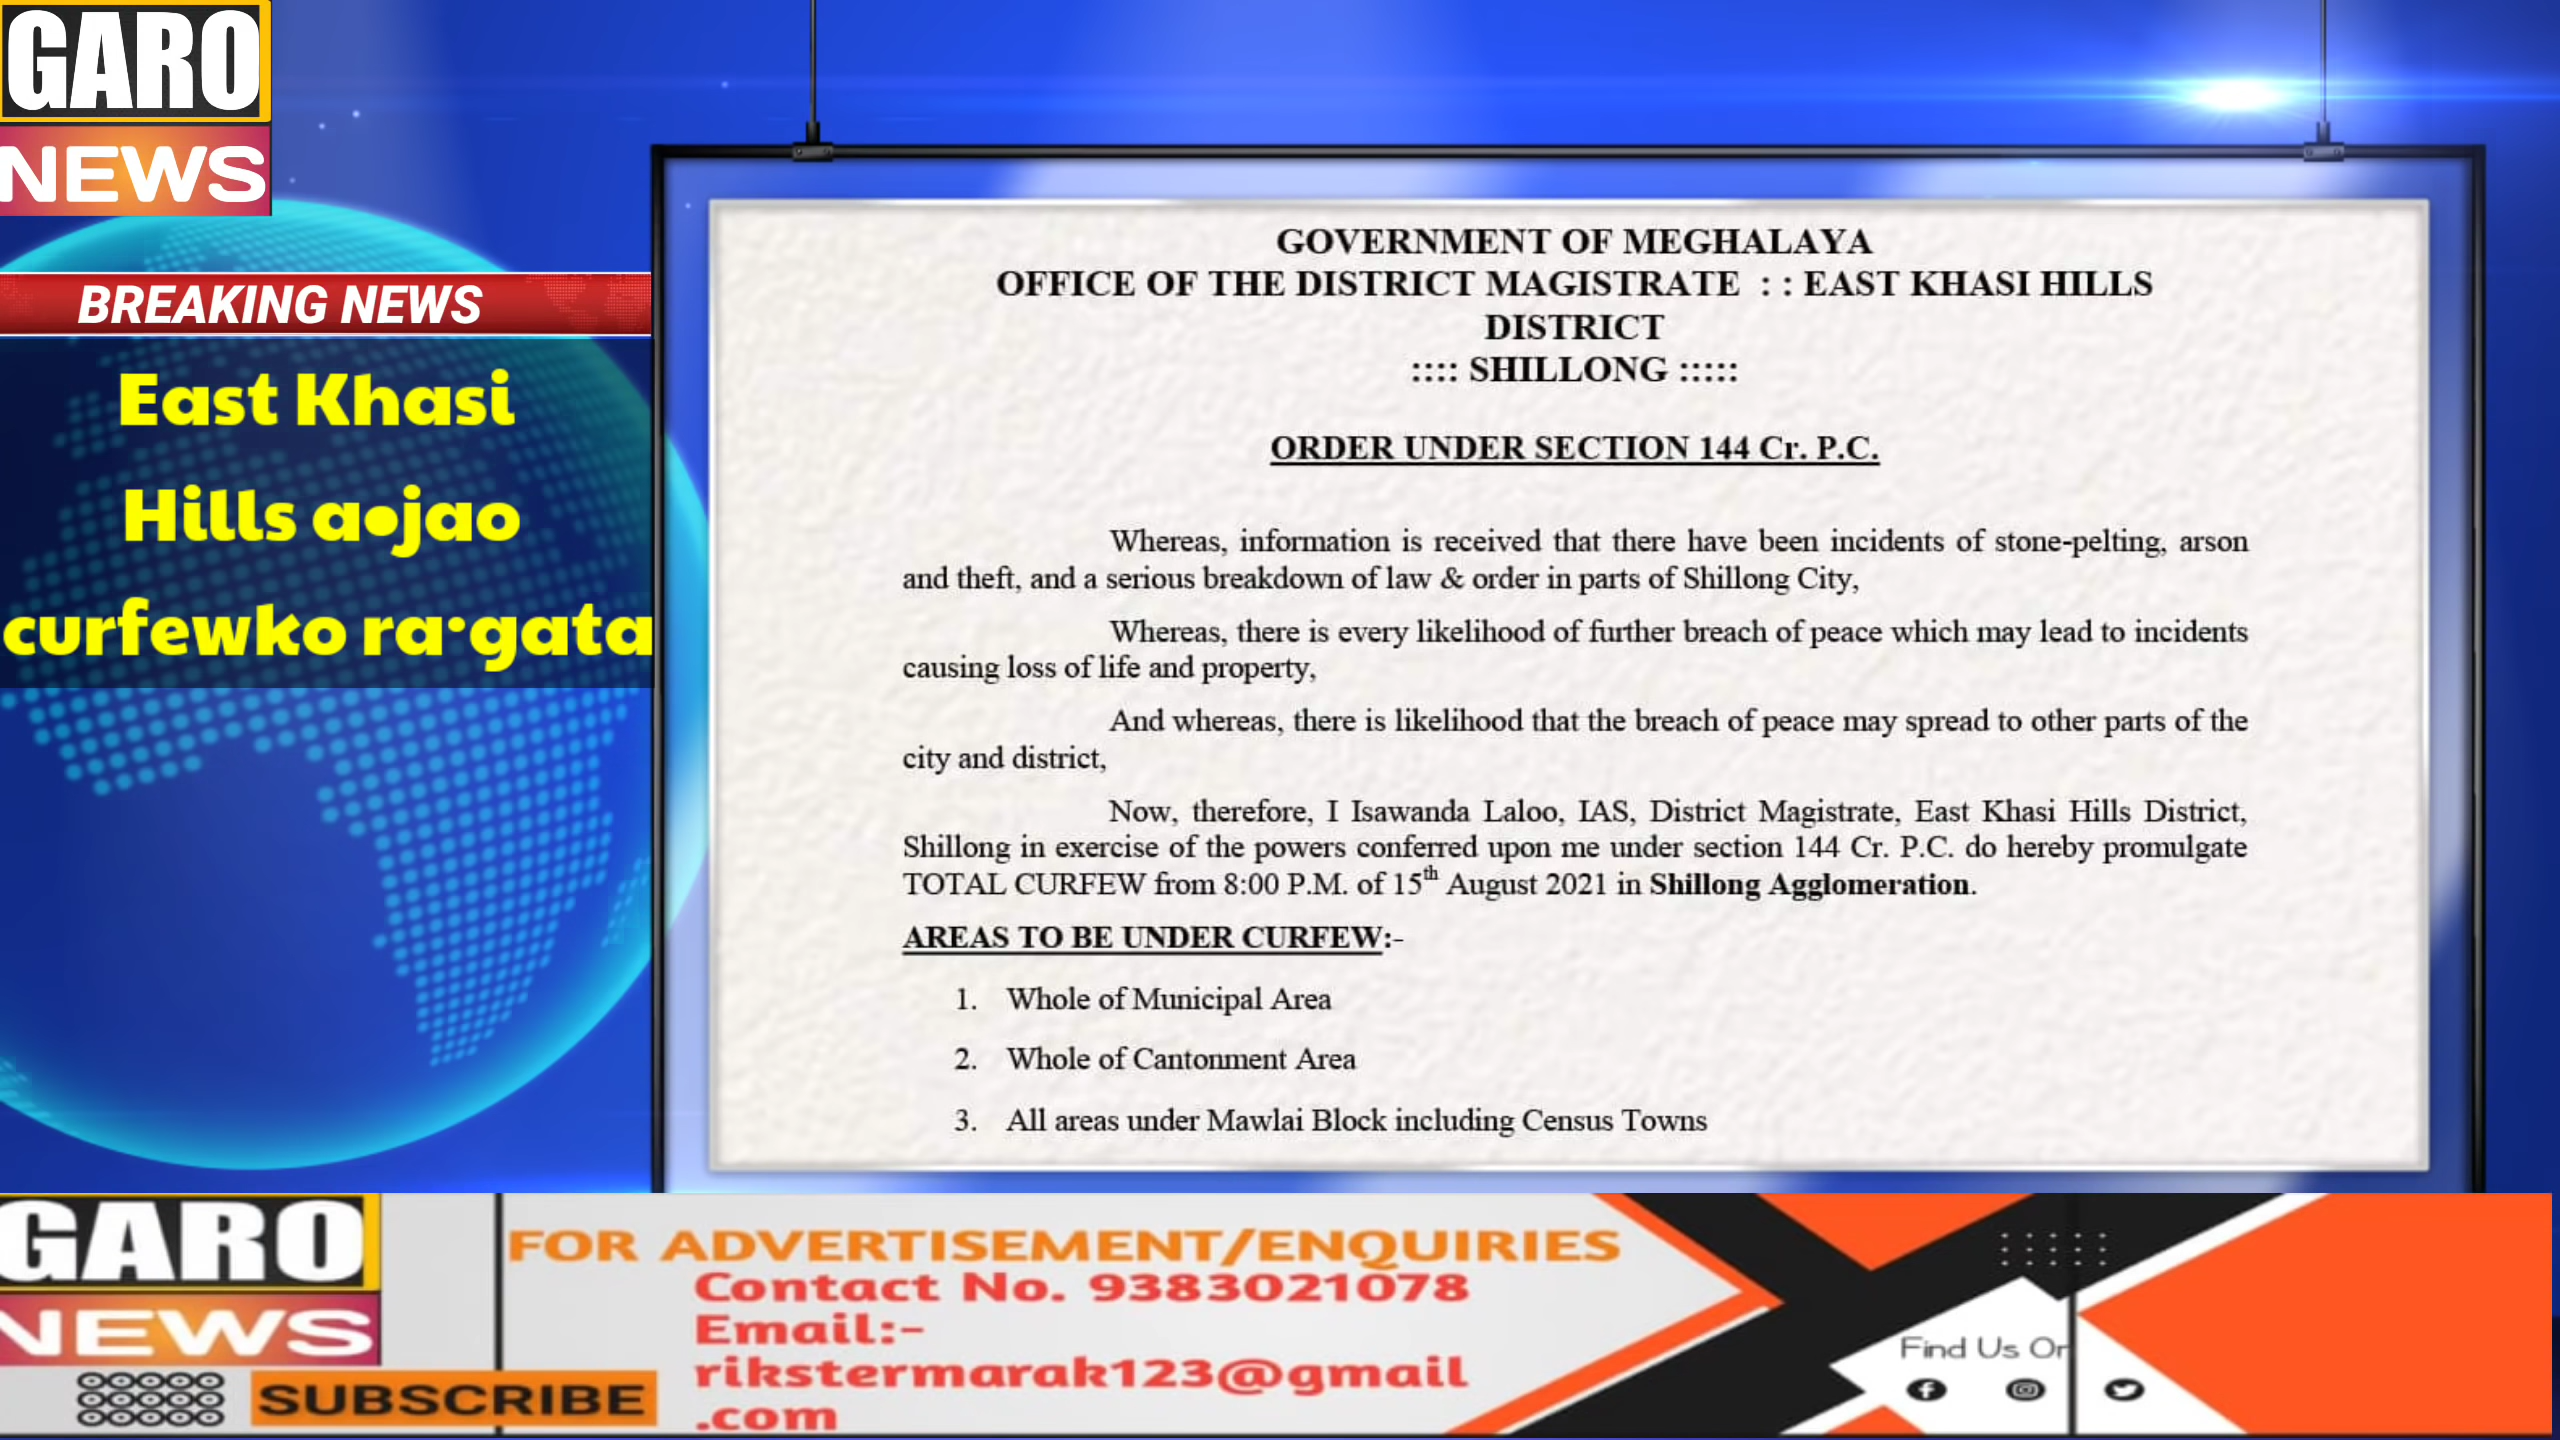 GARO
NEWS
BREAKING NEWS
East Khasi
Hills a•jao
curfewko ra·gata
GOVERNMENT OF MEGHALAYA
OFFICE OF THE DISTRICT MAGISTRATE : : EAST KHASI HILLS
DISTRICT
:::: SHILLONG :::::
ORDER UNDER SECTION 144 Cr. P.C.
Whereas, information is received that there have been incidents of stone-pelting, arson
and theft, and a serious breakdown of law & order in parts of Shillong City,
Whereas, there is every likelihood of further breach of peace which may lead to incidents
causing loss of life and property,
And whereas, there is likelihood that the breach of peace may spread to other parts of the
city and district,
Now, therefore, I Isawanda Laloo, IAS, District Magistrate, East Khasi Hills District,
Shillong in exercise of the powers conferred upon me under section 144 Cr. P.C. do hereby promulgate
TOTAL CURFEW from 8:00 P.M. of 15th August 2021 in Shillong Agglomeration.
AREAS TO BE UNDER CURFEW:-
1. Whole of Municipal Area
2. Whole of Cantonment Area
3. All areas under Mawlai Block including Census Towns
GARO
NEWS
SUBSCRIBE
FOR ADVERTISEMENT/ENQUIRIES
Contact No. 9383021078
Email:-
rikstermarak123@gmail
.com
Find Us On